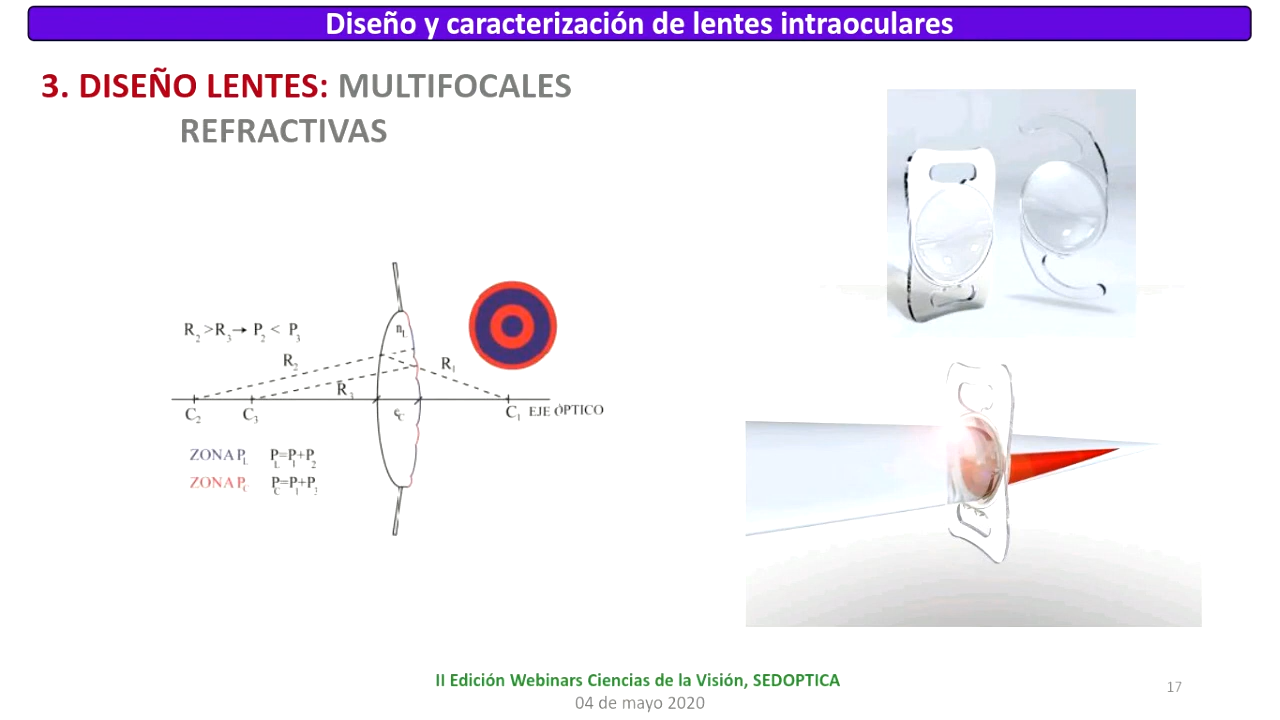 Diseño y caracterización de lentes intraoculares
3. DISEÑO LENTES: MULTIFOCALES
REFRACTIVAS
R2 >R3→ P2 < P3
nL
R2
R1
R3
C2 C3 eC C1 EJE ÓPTICO
ZONA PL PL=P1+P2
ZONA PC PC=P1+P3
II Edición Webinars Ciencias de la Visión, SEDOPTICA
04 de mayo 2020
17